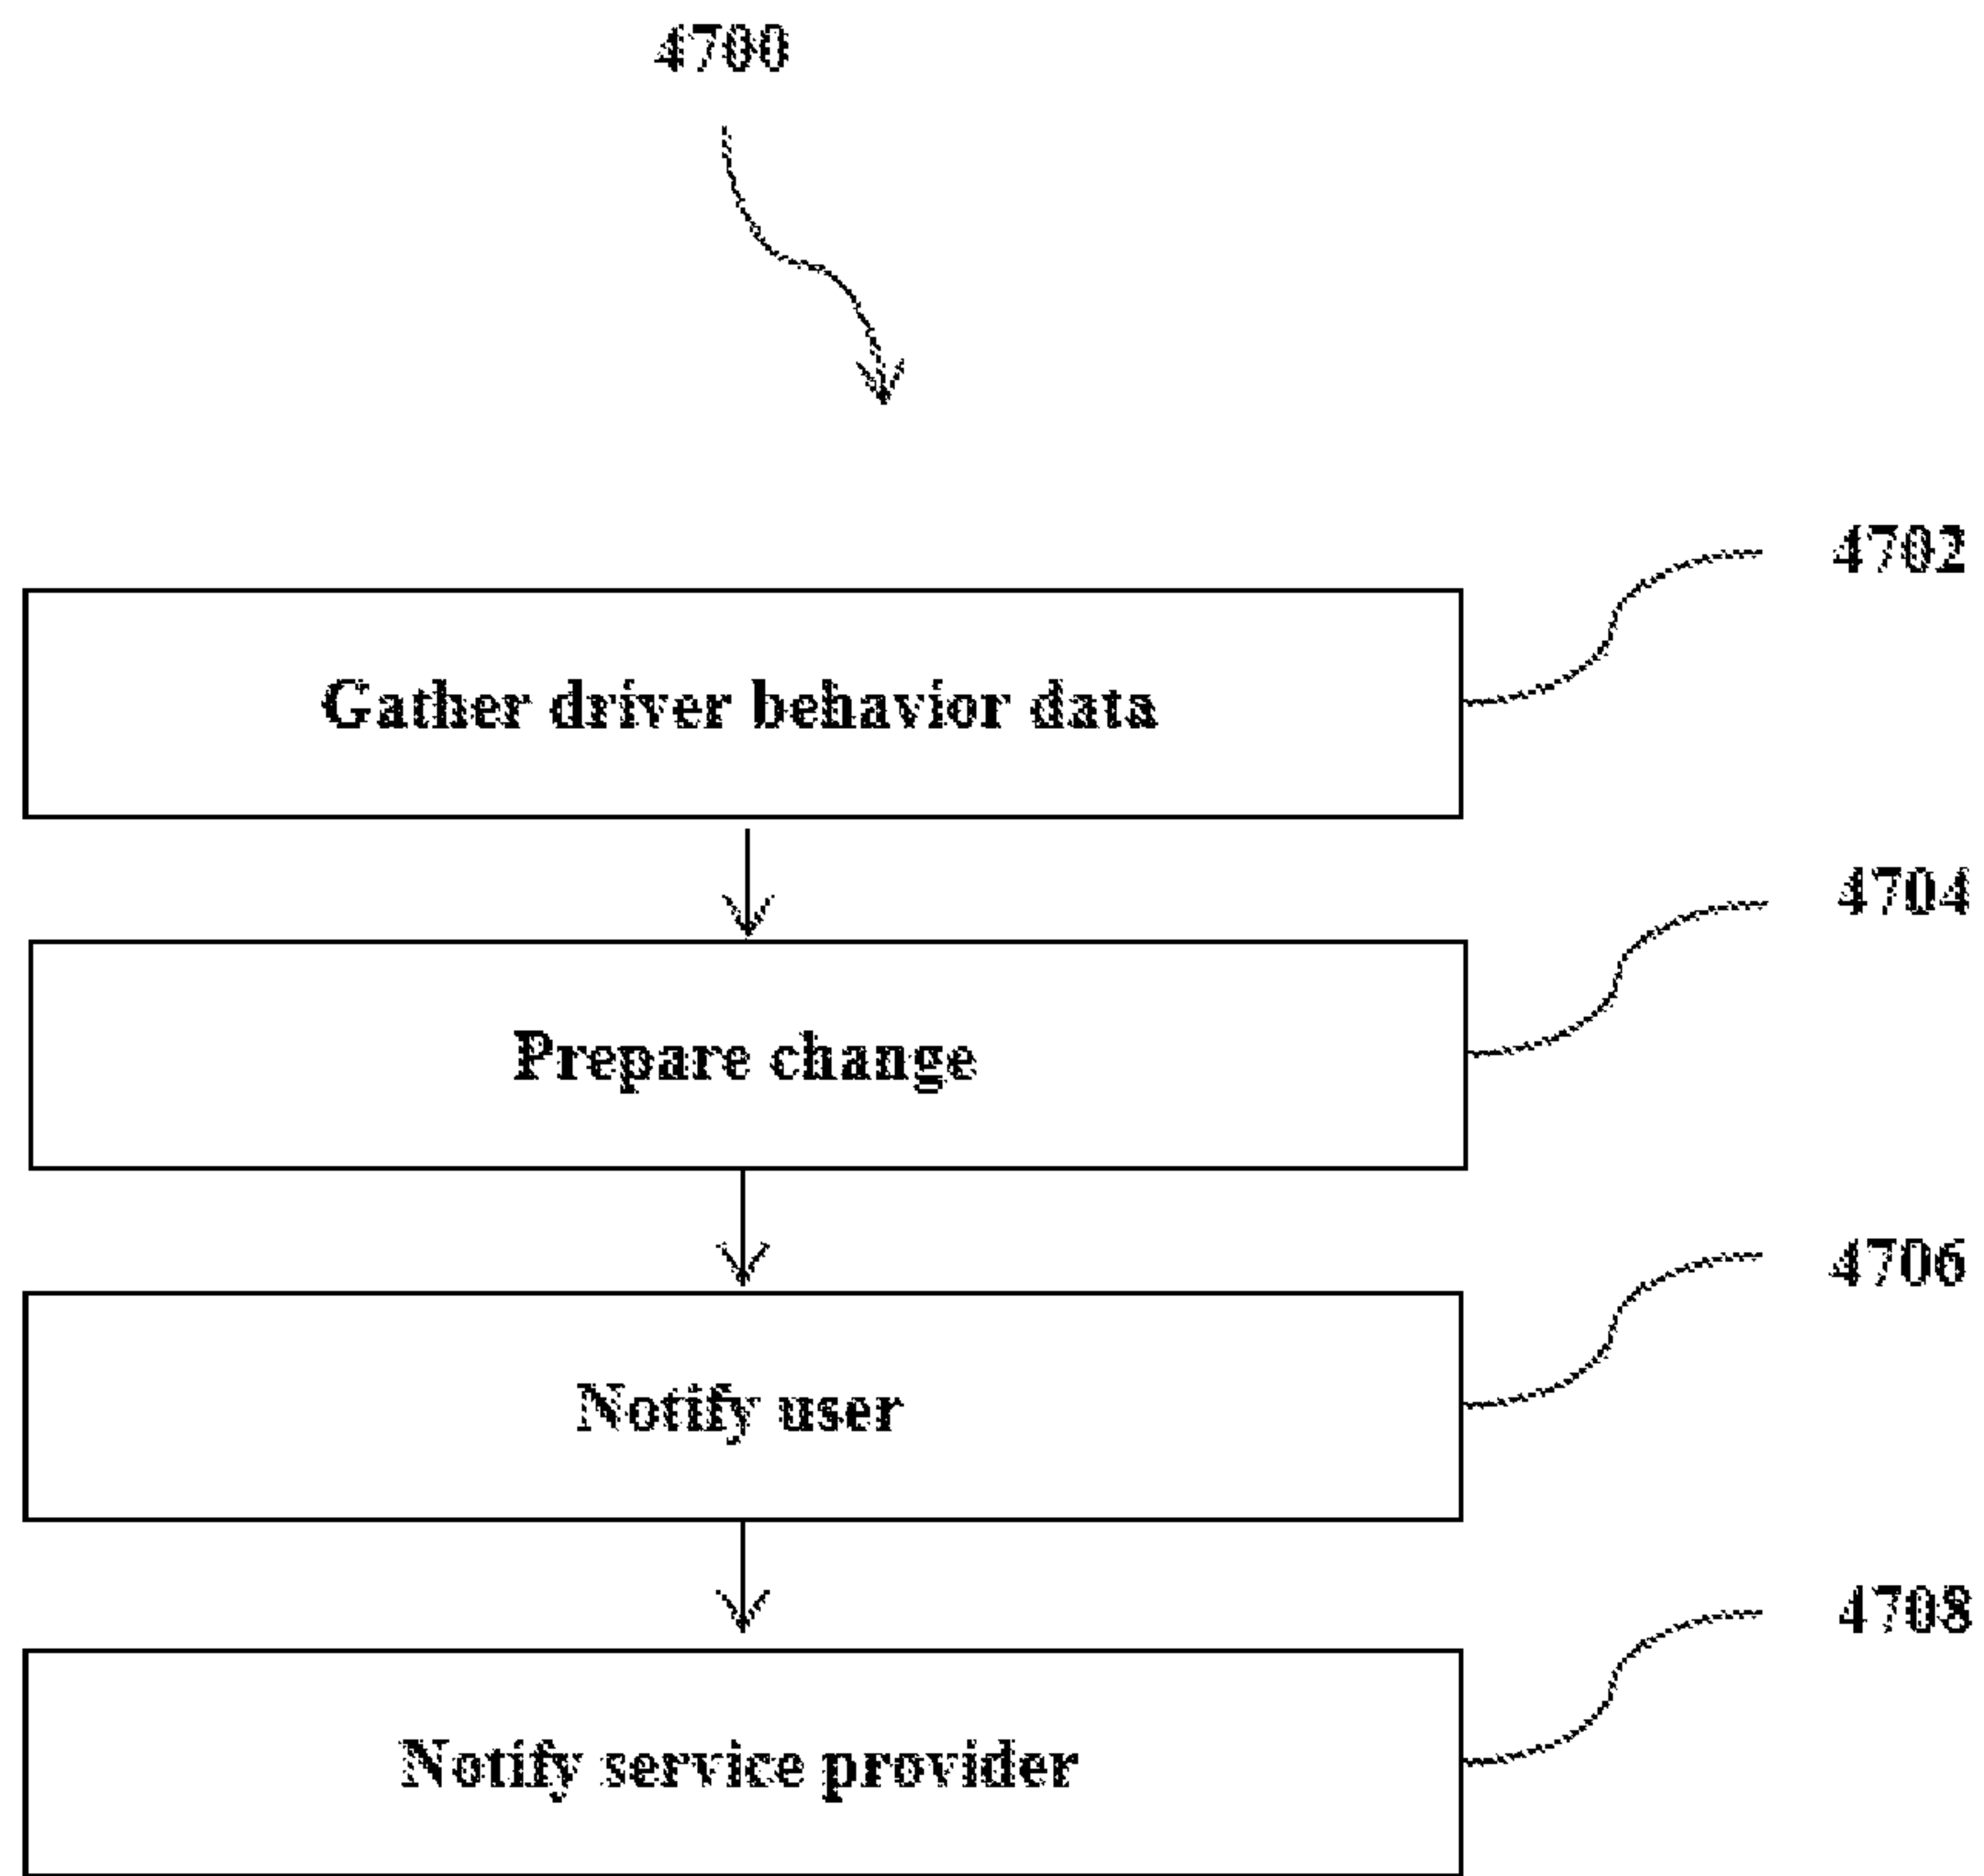 4700
4702
Gather driver behavior data
4704
Prepare change
4706
Notify user
4708
Notify service provider